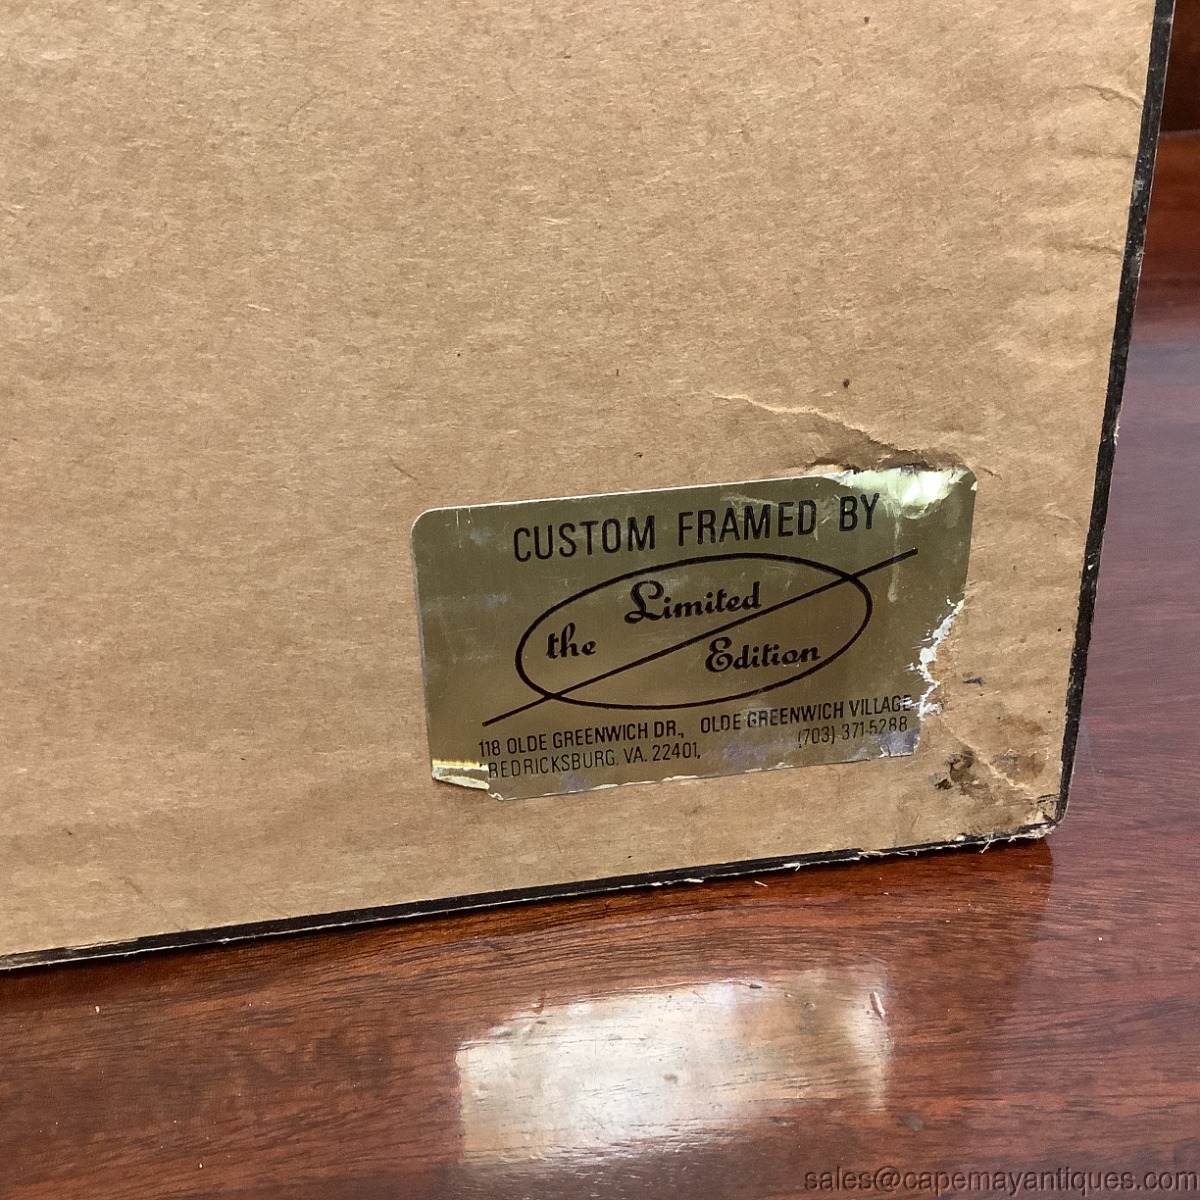 CUSTOM FRAMED BY
the Limited
Edition
118 OLDE GREENWICH DR., OLDE GREENWICH VILLAGE
REDRICKSBURG, VA. 22401, (703) 371-5288
sales@capemayantiques.com